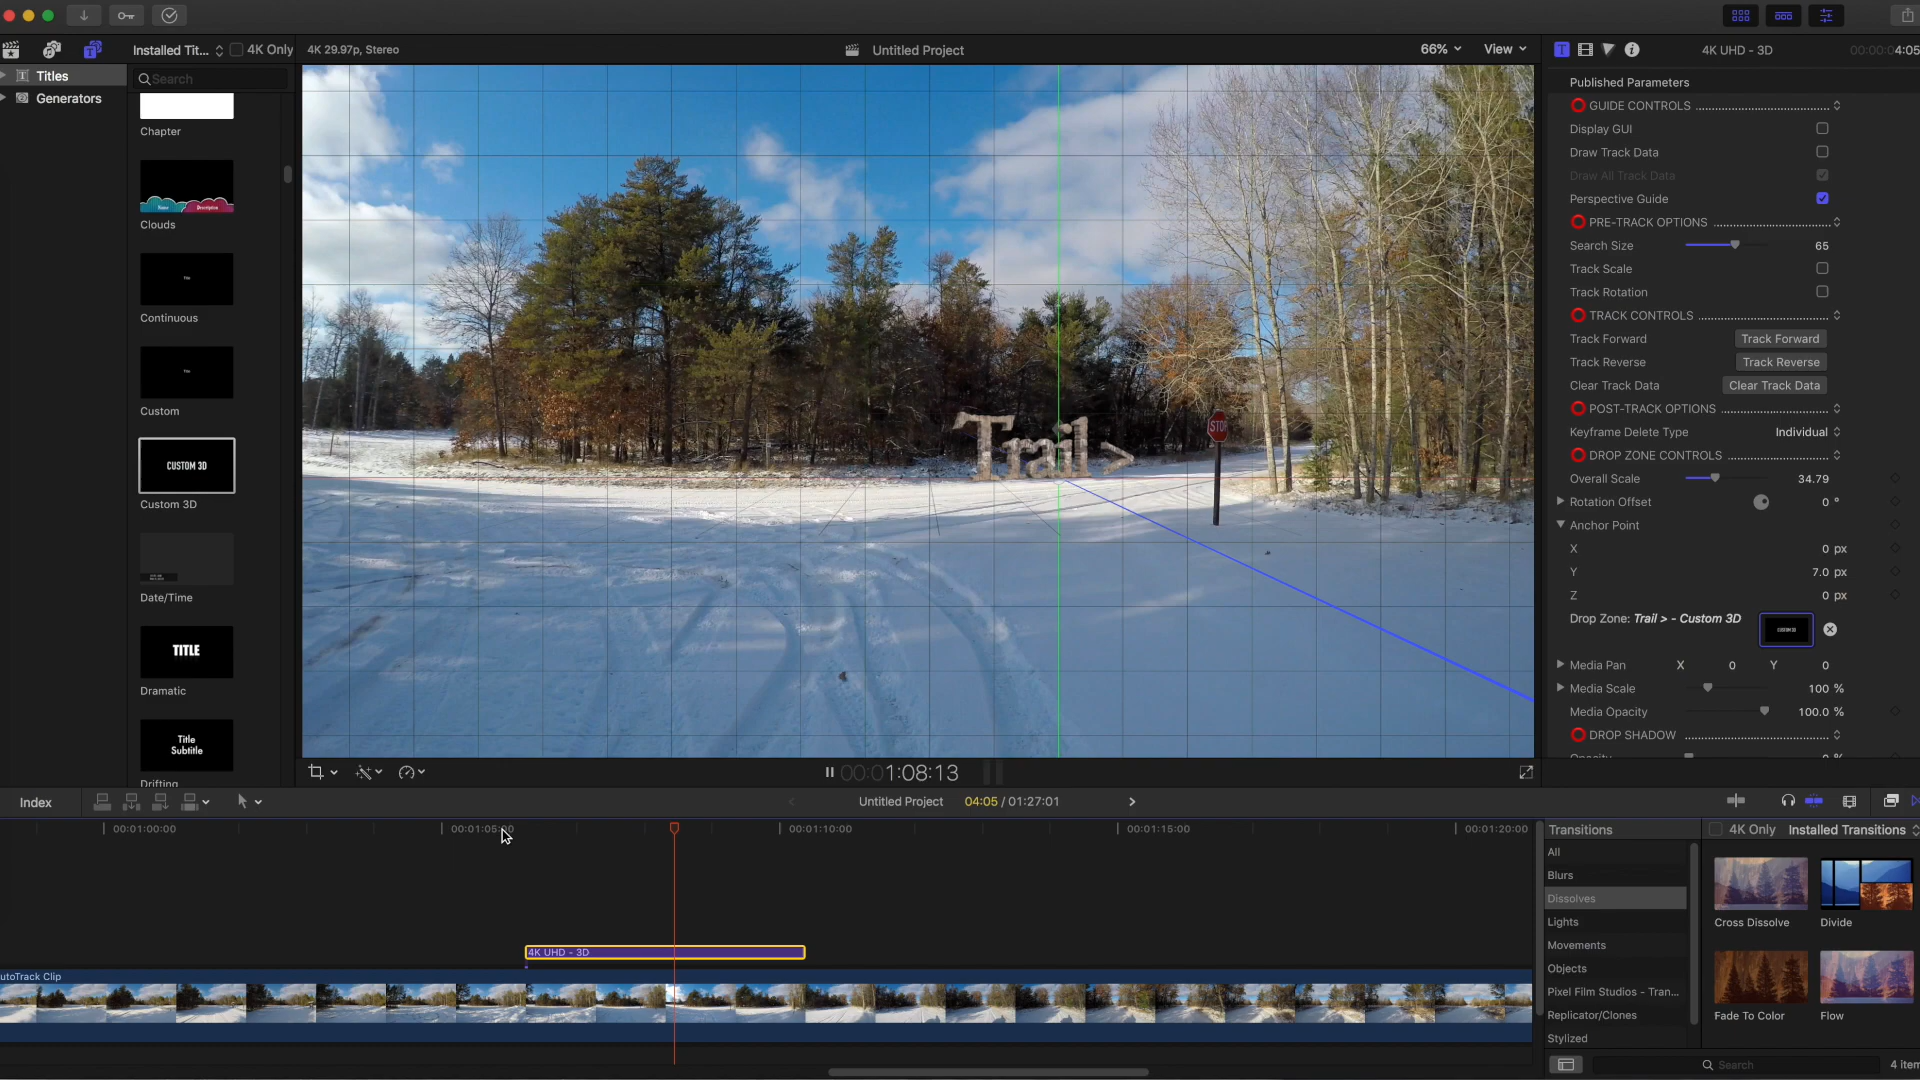 Installed Tit...
4K Only
4K 29.97p, Stereo
Untitled Project
66%
View
4K UHD - 3D
00:00:04:05
Titles
Generators
Search
Chapter
Clouds
Continuous
Custom
CUSTOM 3D
Custom 3D
Date/Time
TITLE
Dramatic
Title
Subtitle
Drifting
Trail >
STOP
Published Parameters
GUIDE CONTROLS
Display GUI
Draw Track Data
Draw All Track Data
Perspective Guide
PRE-TRACK OPTIONS
Search Size 65
Track Scale
Track Rotation
TRACK CONTROLS
Track Forward Track Forward
Track Reverse Track Reverse
Clear Track Data Clear Track Data
POST-TRACK OPTIONS
Keyframe Delete Type Individual
DROP ZONE CONTROLS
Overall Scale 34.79
Rotation Offset 0 °
Anchor Point
X 0 px
Y 7.0 px
Z 0 px
Drop Zone: Trail > - Custom 3D
CUSTOM 3D
Media Pan X 0 Y 0
Media Scale 100 %
Media Opacity 100.0 %
DROP SHADOW
Opacity 0 %
00:01:08:13
Index
Untitled Project 04:05 / 01:27:01
00:01:00:00
00:01:05:00
00:01:10:00
00:01:15:00
00:01:20:00
4K UHD - 3D
utoTrack Clip
Transitions
4K Only
Installed Transitions
All
Blurs
Dissolves
Lights
Movements
Objects
Pixel Film Studios - Tran...
Replicator/Clones
Stylized
Cross Dissolve
Divide
Fade To Color
Flow
Search
4 item